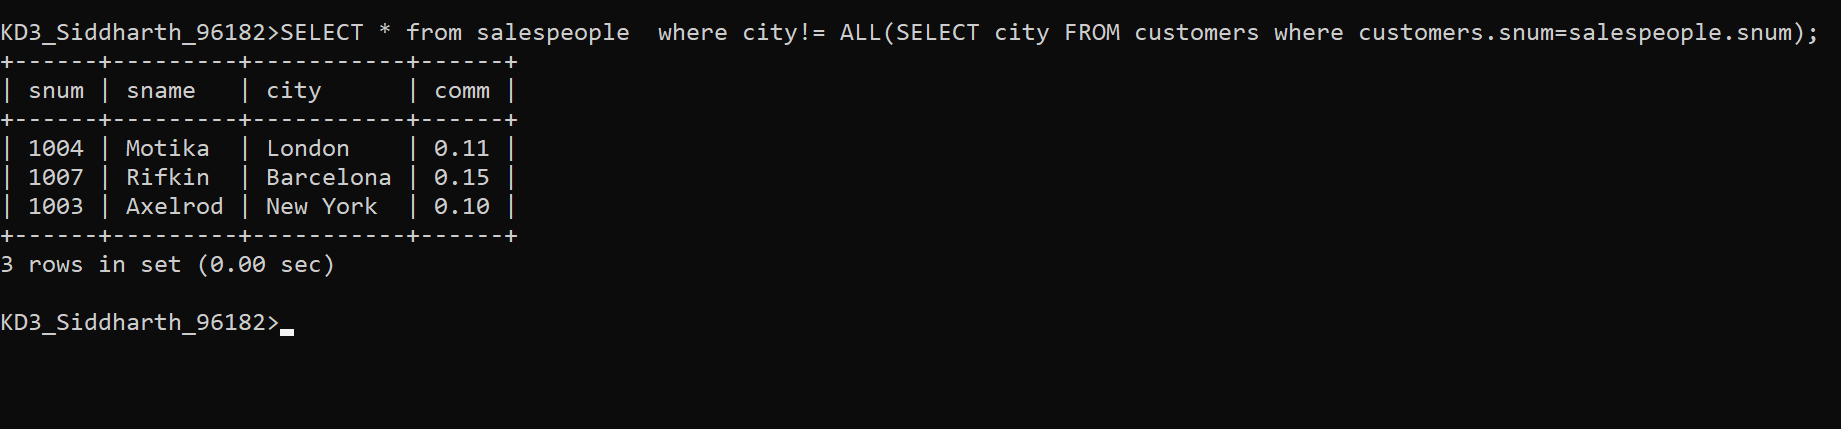 KD3_Siddharth_96182>SELECT * from salespeople  where city!= ALL(SELECT city FROM customers where customers.snum=salespeople.snum);
+------+---------+-----------+------+
| snum | sname   | city      | comm |
+------+---------+-----------+------+
| 1004 | Motika  | London    | 0.11 |
| 1007 | Rifkin  | Barcelona | 0.15 |
| 1003 | Axelrod | New York  | 0.10 |
+------+---------+-----------+------+
3 rows in set (0.00 sec)
KD3_Siddharth_96182>